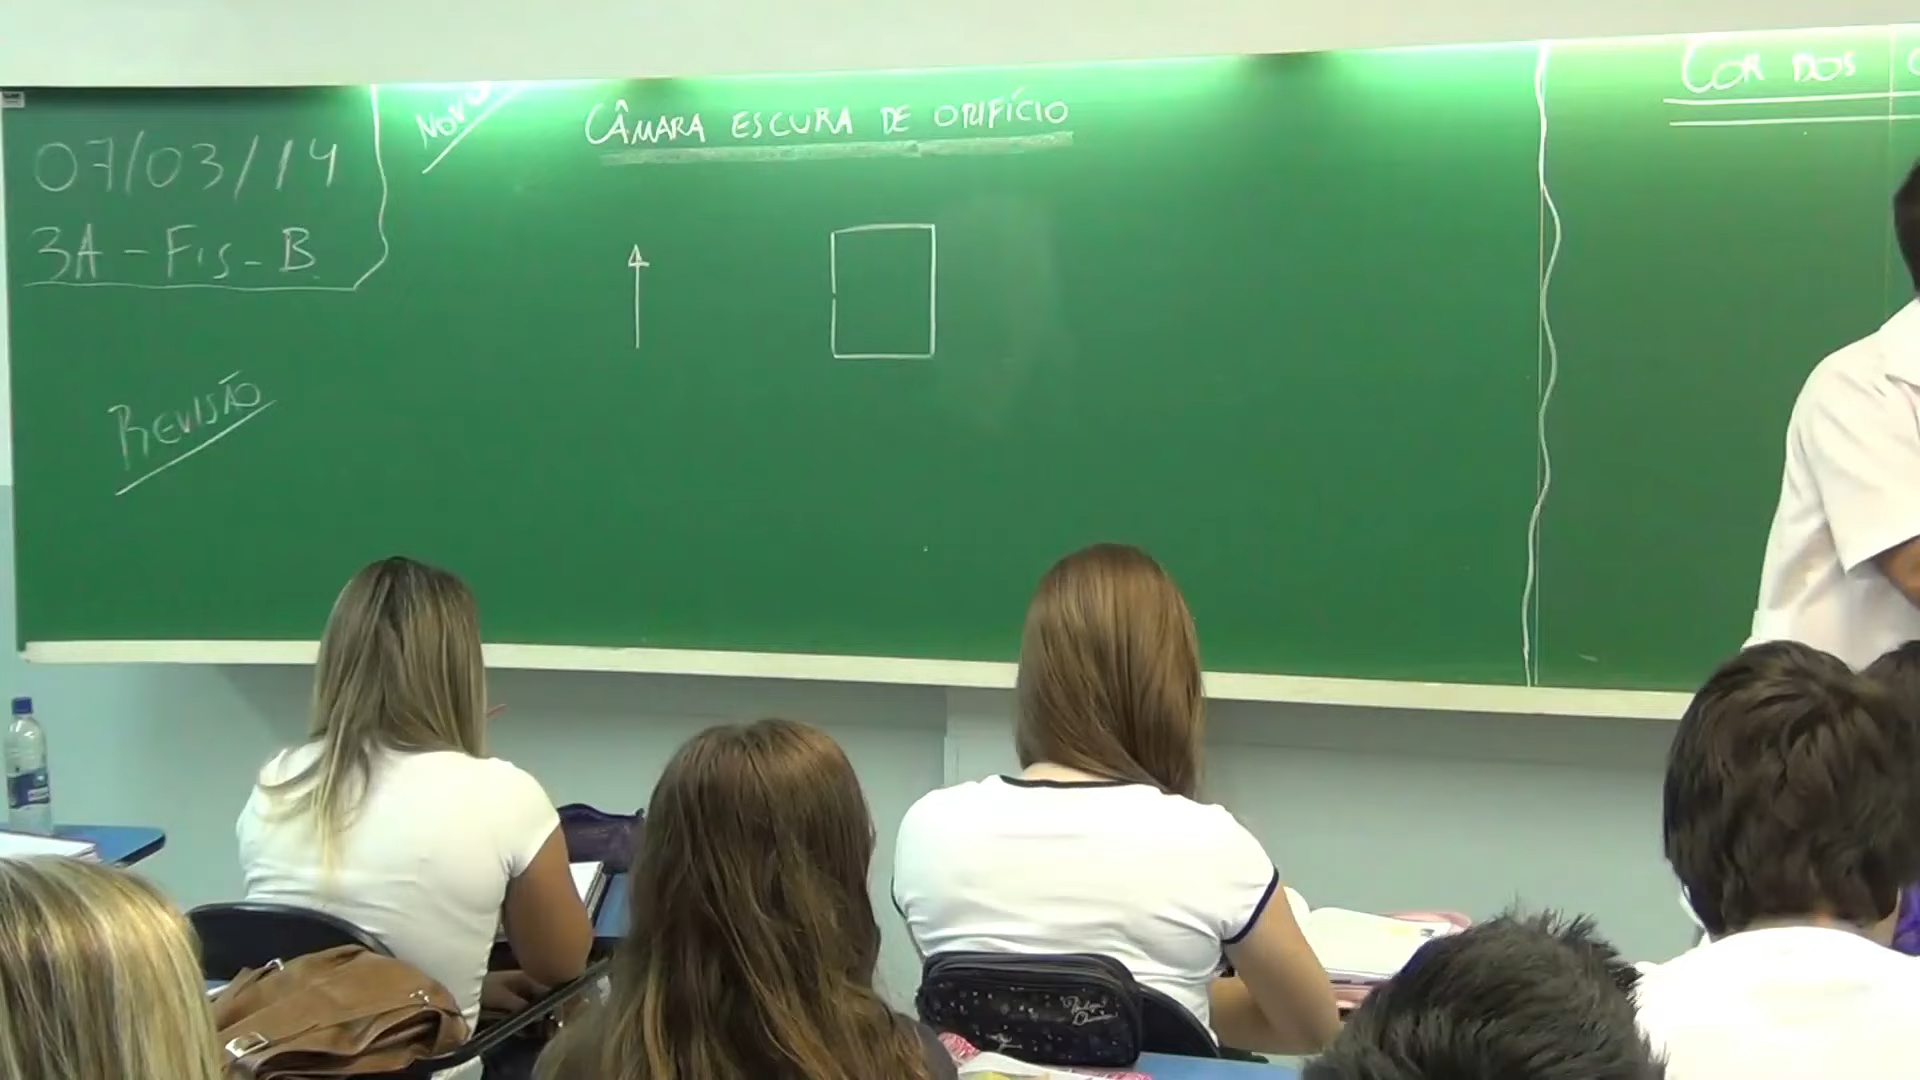 07/03/14
3A - FIS - B
REVISÃO
CÂMARA ESCURA DE ORIFÍCIO
COR DOS